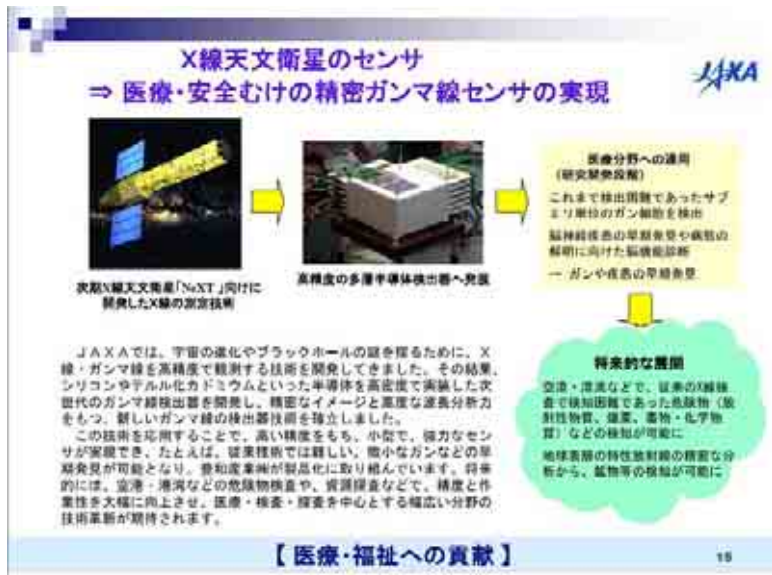 X線天文衛星のセンサ
⇒ 医療・安全むけの精密ガンマ線センサの実現
JAXA
次期X線天文衛星「NeXT」向けに
開発したX線の測定技術
高精度の多層半導体検出器へ発展
医療分野への適用
(研究開発段階)
これまで検出困難であったサブ
ミリ単位のガン細胞を検出
脳神経疾患の早期発見や病態の
解明に向けた脳機能診断
→ ガンや疾患の早期発見
将来的な展開
空港・港湾などで、従来のX線検
査で検知困難であった危険物（放
射性物質、爆薬、毒物・化学物
質）などの検知が可能に
地球表層の特性放射線の精密な分
析から、鉱物等の検知が可能に
JAXAでは、宇宙の進化やブラックホールの謎を探るために、X
線・ガンマ線を高精度で観測する技術を開発してきました。その結果、
シリコンやテルル化カドミウムといった半導体を高密度で実装した次
世代のガンマ線検出器を開発し、精密なイメージと高度な波長分析力
をもつ、新しいガンマ線の検出器技術を確立しました。
この技術を応用することで、高い精度をもち、小型で、強力なセン
サが実現でき、たとえば、従来技術では難しい、微小なガンなどの早
期発見が可能となり、 が製品化に取り組んでいます。将来
的には、空港・港湾などの危険物検査や、資源探査などで、精度と作
業性を大幅に向上させ、医療・検査・探査を中心とする幅広い分野の
技術革新が期待されます。
【 医療・福祉への貢献 】
15